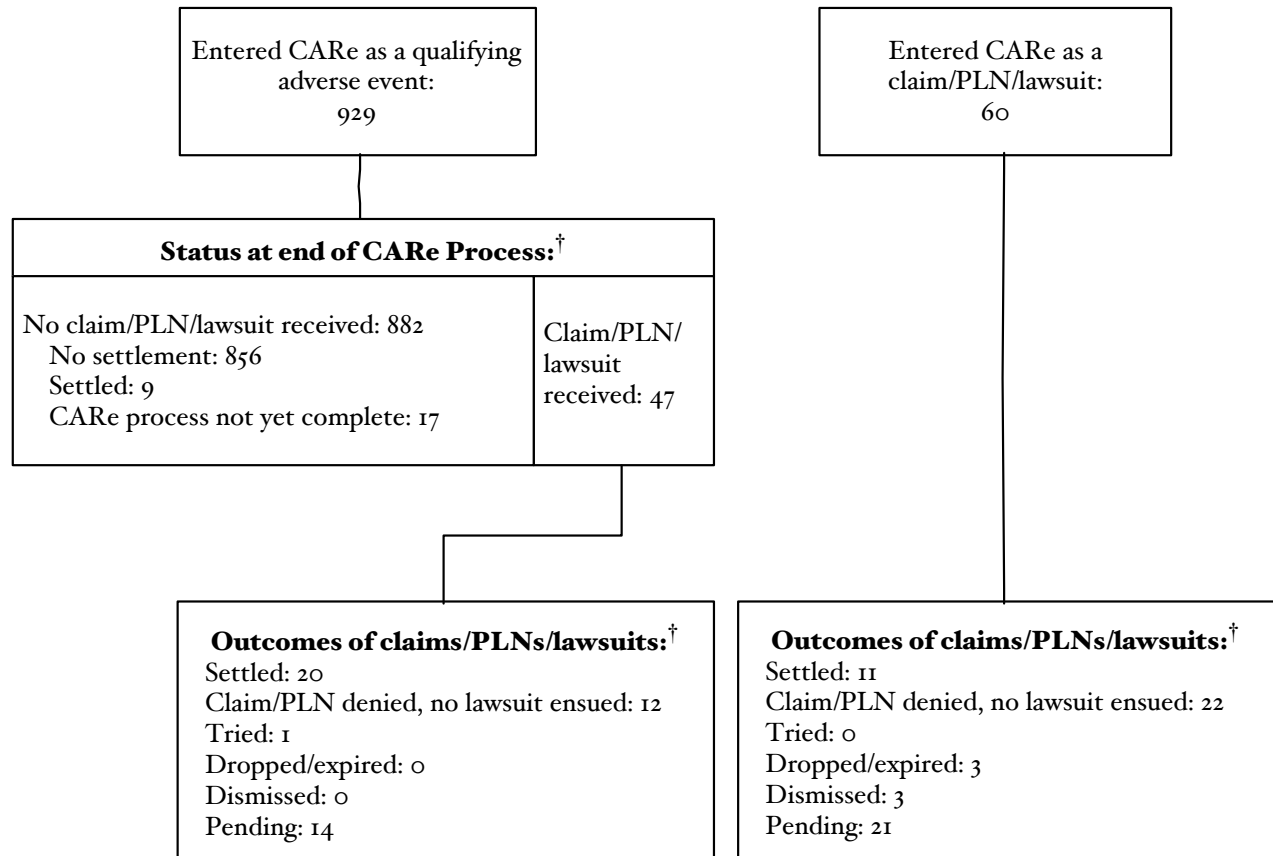 Entered CARe as a qualifying
adverse event:
929
Entered CARe as a
claim/PLN/lawsuit:
60
Status at end of CARe Process:†
No claim/PLN/lawsuit received: 882
No settlement: 856
Settled: 9
CARe process not yet complete: 17
Claim/PLN/
lawsuit
received: 47
Outcomes of claims/PLNs/lawsuits:†
Settled: 20
Claim/PLN denied, no lawsuit ensued: 12
Tried: 1
Dropped/expired: 0
Dismissed: 0
Pending: 14
Outcomes of claims/PLNs/lawsuits:†
Settled: 11
Claim/PLN denied, no lawsuit ensued: 22
Tried: 0
Dropped/expired: 3
Dismissed: 3
Pending: 21